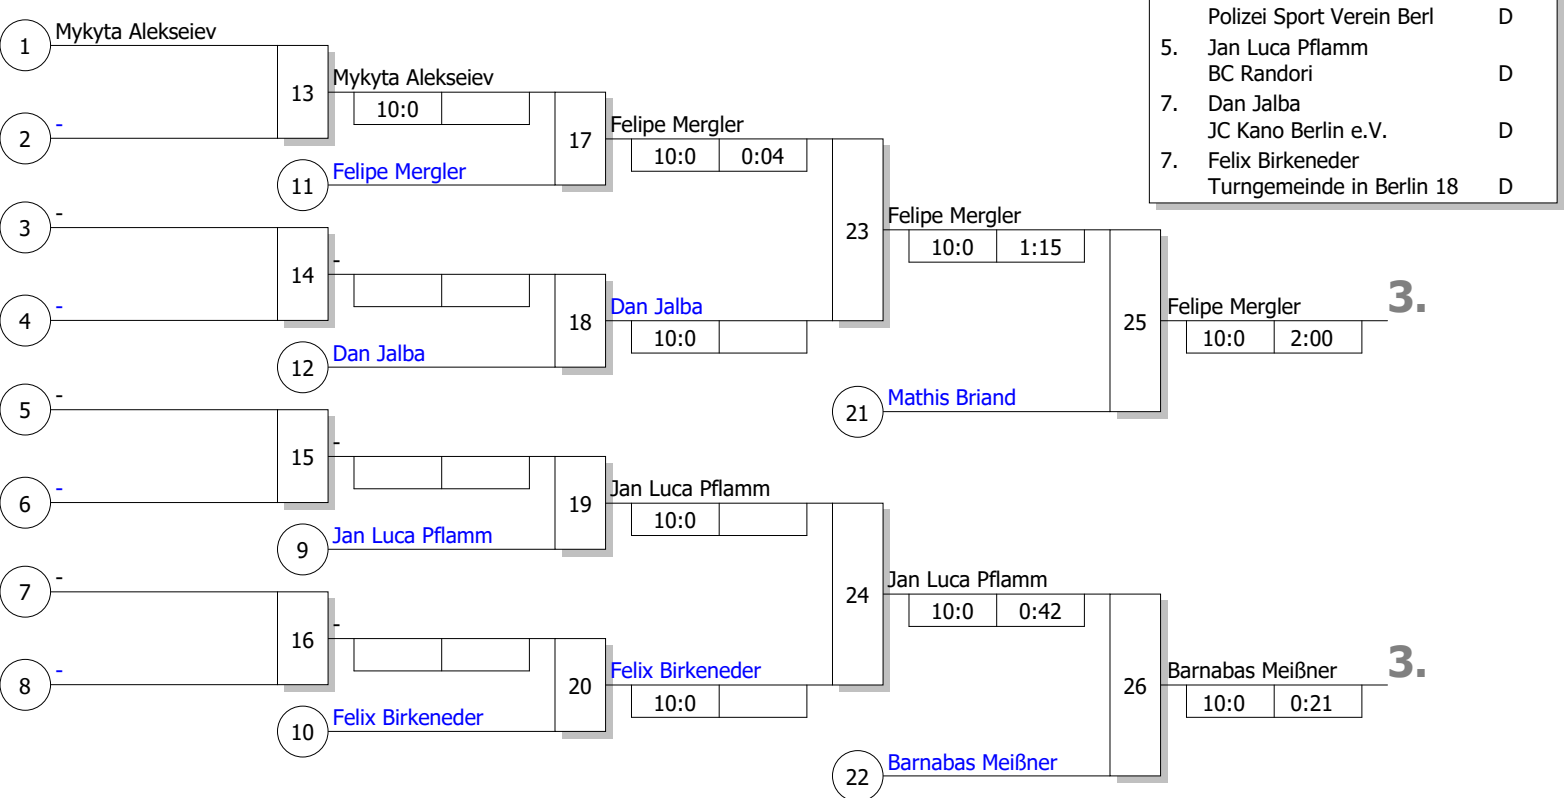 Polizei Sport Verein Berl D
5. Jan Luca Pflamm
BC Randori D
7. Dan Jalba
JC Kano Berlin e.V. D
7. Felix Birkeneder
Turngemeinde in Berlin 18 D
1 Mykyta Alekseiev
13 Mykyta Alekseiev
10:0
2 -
17 Felipe Mergler
10:0 0:04
11 Felipe Mergler
3 -
23 Felipe Mergler
10:0 1:15
14 -
4 -
18 Dan Jalba
10:0
12 Dan Jalba
25 Felipe Mergler 3.
10:0 2:00
5 -
21 Mathis Briand
15 -
6 -
19 Jan Luca Pflamm
10:0
9 Jan Luca Pflamm
7 -
24 Jan Luca Pflamm
10:0 0:42
16 -
8 -
20 Felix Birkeneder
10:0
10 Felix Birkeneder
26 Barnabas Meißner 3.
10:0 0:21
22 Barnabas Meißner